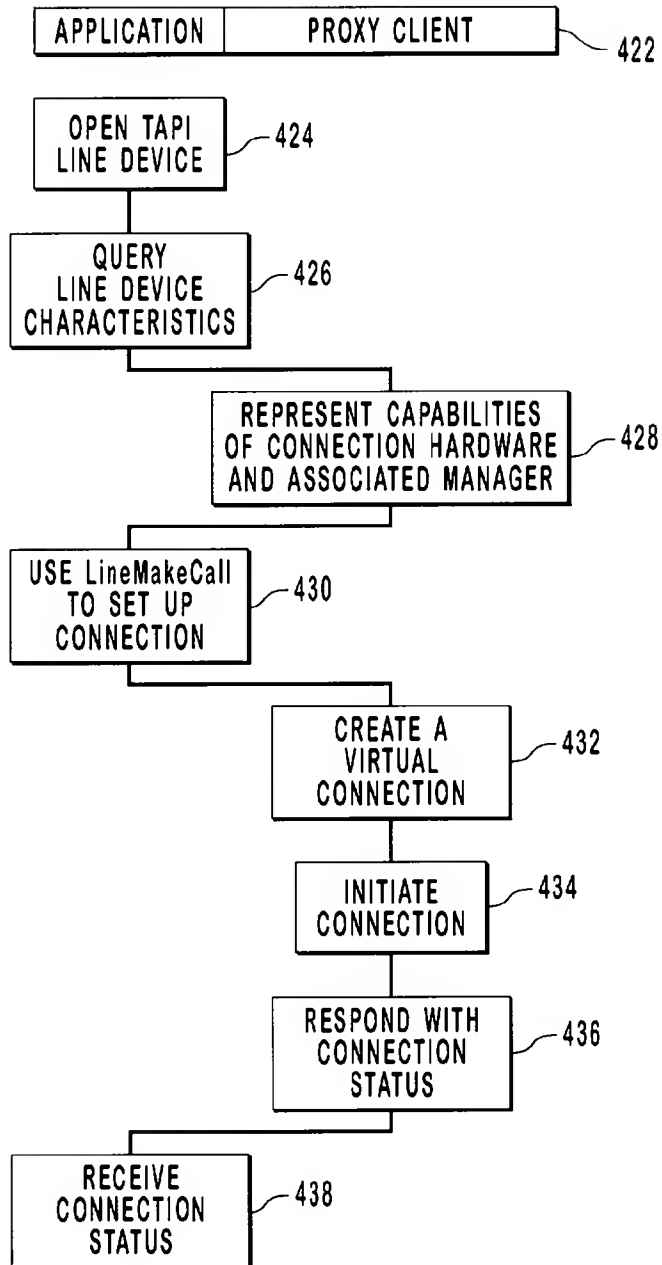 APPLICATION PROXY CLIENT
422
OPEN TAPI
LINE DEVICE
424
QUERY
LINE DEVICE
CHARACTERISTICS
426
REPRESENT CAPABILITIES
OF CONNECTION HARDWARE
AND ASSOCIATED MANAGER
428
USE LineMakeCall
TO SET UP
CONNECTION
430
CREATE A
VIRTUAL
CONNECTION
432
INITIATE
CONNECTION
434
RESPOND WITH
CONNECTION
STATUS
436
RECEIVE
CONNECTION
STATUS
438